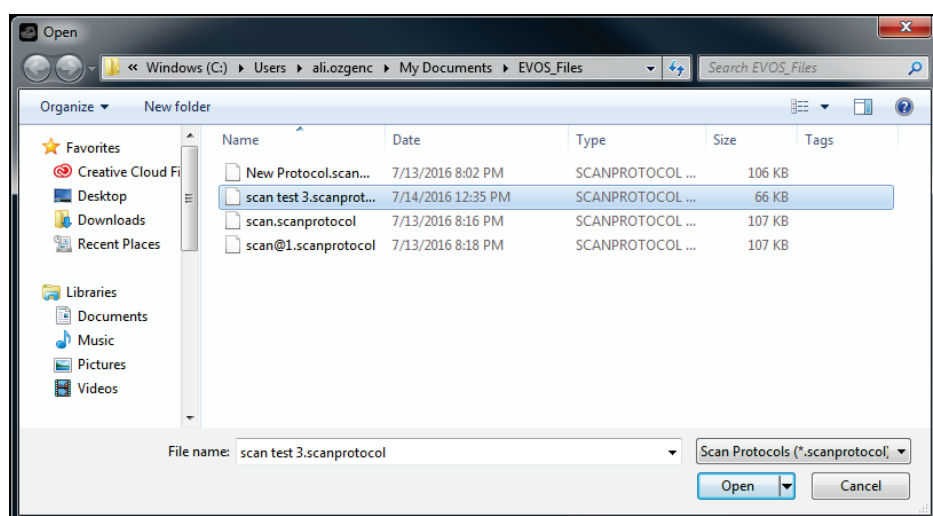 Open
« Windows (C:) ▸ Users ▸ ali.ozgenc ▸ My Documents ▸ EVOS_Files
Search EVOS_Files
Organize New folder
Name Date Type Size Tags
Favorites
Creative Cloud Fi
Desktop
Downloads
Recent Places
Libraries
Documents
Music
Pictures
Videos
New Protocol.scan... 7/13/2016 8:02 PM SCANPROTOCOL ... 106 KB
scan test 3.scanprot... 7/14/2016 12:35 PM SCANPROTOCOL ... 66 KB
scan.scanprotocol 7/13/2016 8:16 PM SCANPROTOCOL ... 107 KB
scan@1.scanprotocol 7/13/2016 8:18 PM SCANPROTOCOL ... 107 KB
File name: scan test 3.scanprotocol
Scan Protocols (*.scanprotocol)
Open Cancel